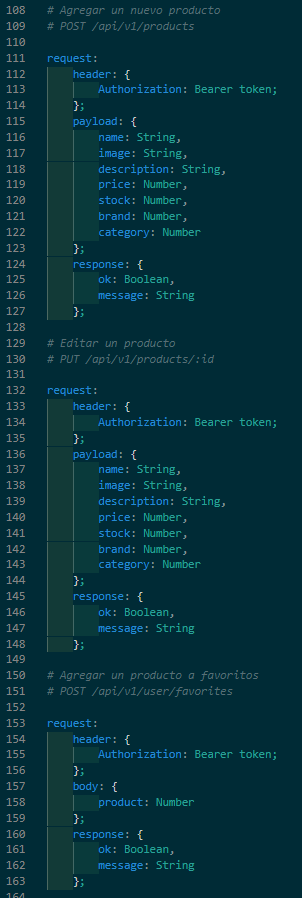 108 # Agregar un nuevo producto
109 # POST /api/v1/products
110
111 request:
112 header: {
113 Authorization: Bearer token;
114 };
115 payload: {
116 name: String,
117 image: String,
118 description: String,
119 price: Number,
120 stock: Number,
121 brand: Number,
122 category: Number
123 };
124 response: {
125 ok: Boolean,
126 message: String
127 };
128
129 # Editar un producto
130 # PUT /api/v1/products/:id
131
132 request:
133 header: {
134 Authorization: Bearer token;
135 };
136 payload: {
137 name: String,
138 image: String,
139 description: String,
140 price: Number,
141 stock: Number,
142 brand: Number,
143 category: Number
144 };
145 response: {
146 ok: Boolean,
147 message: String
148 };
149
150 # Agregar un producto a favoritos
151 # POST /api/v1/user/favorites
152
153 request:
154 header: {
155 Authorization: Bearer token;
156 };
157 body: {
158 product: Number
159 };
160 response: {
161 ok: Boolean,
162 message: String
163 };
164